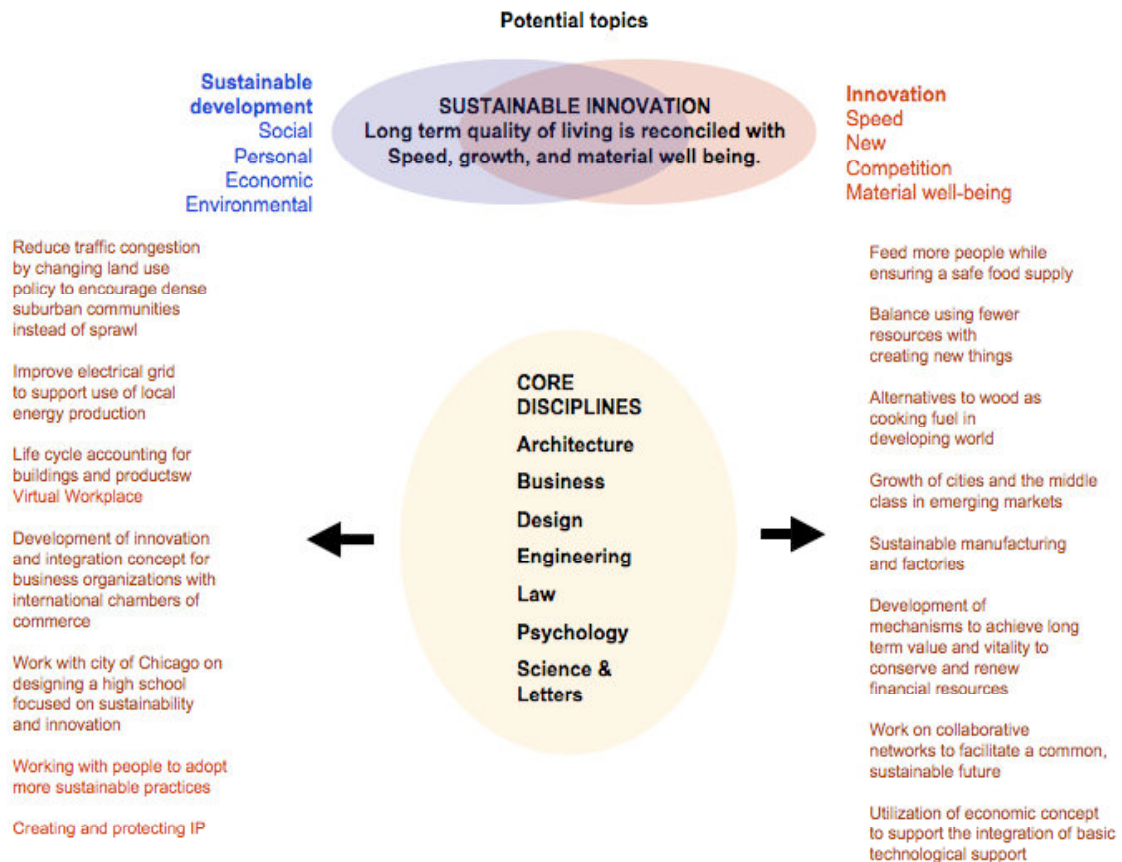 Potential topics
Sustainable
development
Social
Personal
Economic
Environmental
SUSTAINABLE INNOVATION
Long term quality of living is reconciled with
Speed, growth, and material well being.
Innovation
Speed
New
Competition
Material well-being
Reduce traffic congestion
by changing land use
policy to encourage dense
suburban communities
instead of sprawl
Improve electrical grid
to support use of local
energy production
Life cycle accounting for
buildings and productsw
Virtual Workplace
Development of innovation
and integration concept for
business organizations with
international chambers of
commerce
Work with city of Chicago on
designing a high school
focused on sustainability
and innovation
Working with people to adopt
more sustainable practices
Creating and protecting IP
CORE
DISCIPLINES
Architecture
Business
Design
Engineering
Law
Psychology
Science &
Letters
Feed more people while
ensuring a safe food supply
Balance using fewer
resources with
creating new things
Alternatives to wood as
cooking fuel in
developing world
Growth of cities and the middle
class in emerging markets
Sustainable manufacturing
and factories
Development of
mechanisms to achieve long
term value and vitality to
conserve and renew
financial resources
Work on collaborative
networks to facilitate a common,
sustainable future
Utilization of economic concept
to support the integration of basic
technological support